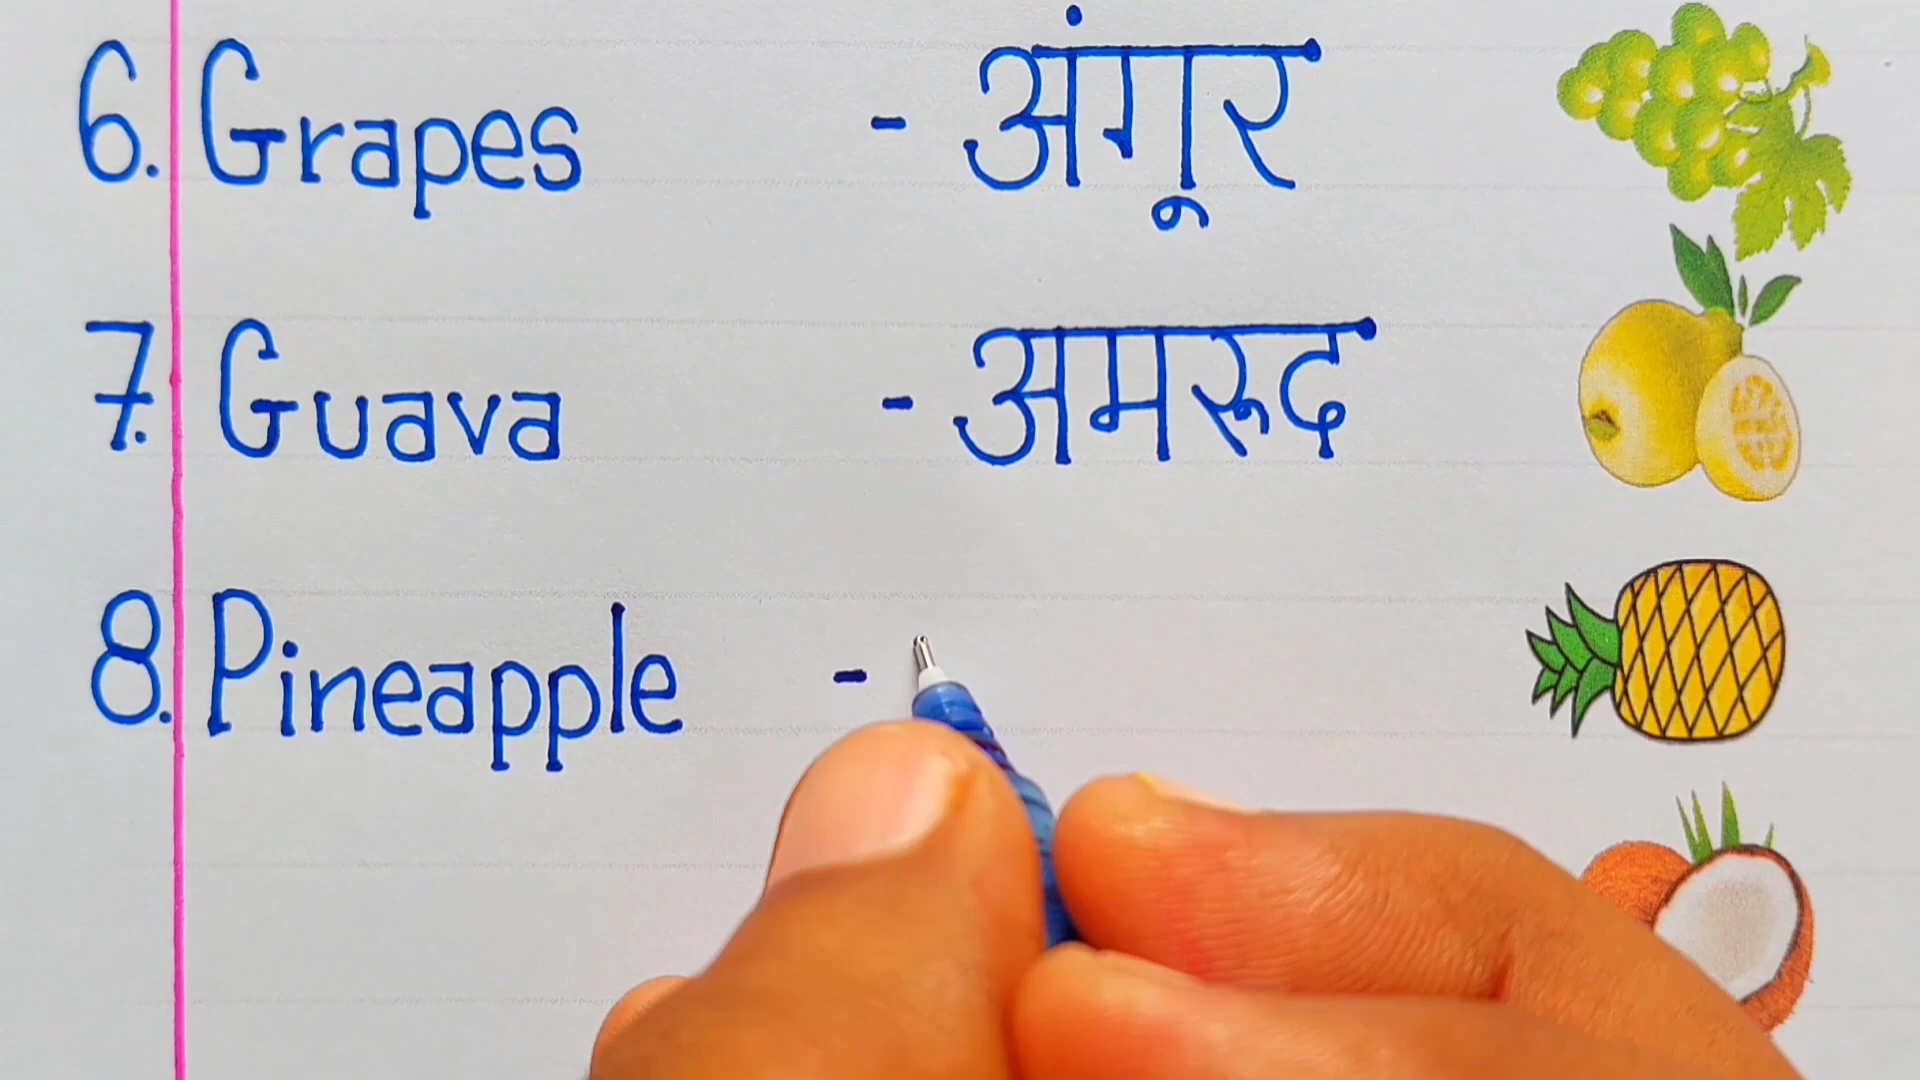 6. Grapes - अंगूर
7. Guava - अमरूद
8. Pineapple -